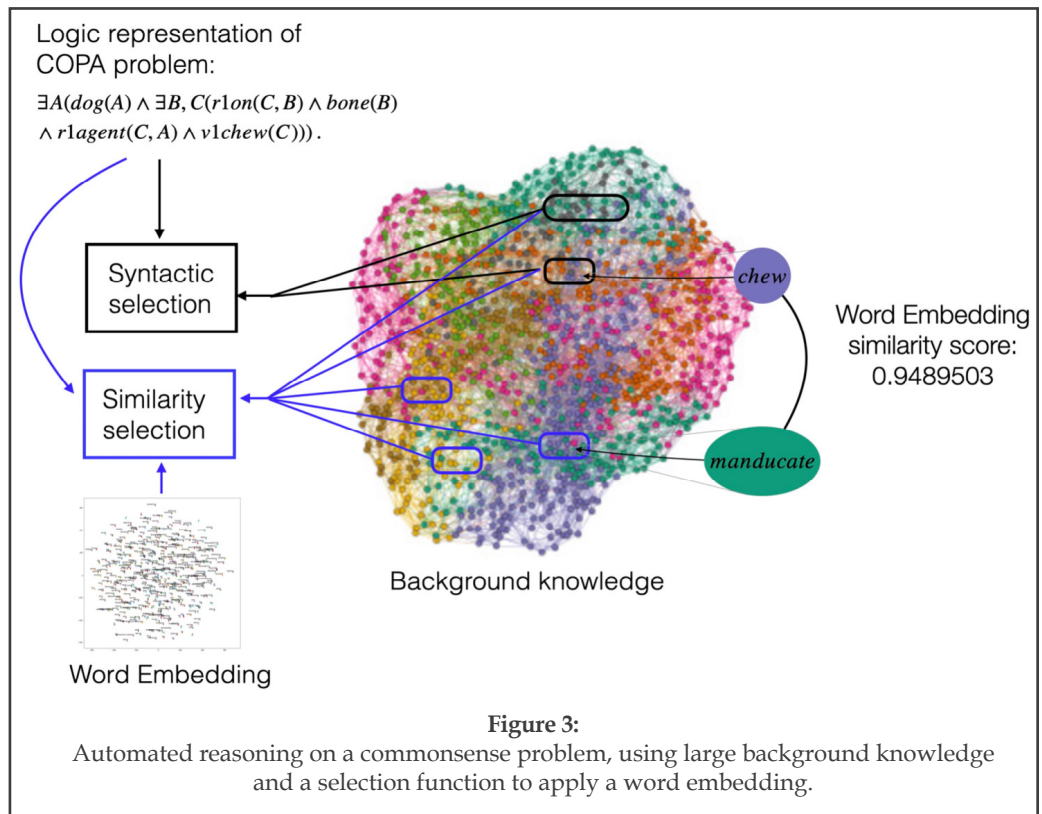 Logic representation of
COPA problem:
∃A(dog(A) ∧ ∃B, C(r1on(C, B) ∧ bone(B)
∧ r1agent(C, A) ∧ v1chew(C))) .
Syntactic
selection
chew
Word Embedding
similarity score:
0.9489503
Similarity
selection
manducate
Background knowledge
Word Embedding
Figure 3:
Automated reasoning on a commonsense problem, using large background knowledge
and a selection function to apply a word embedding.